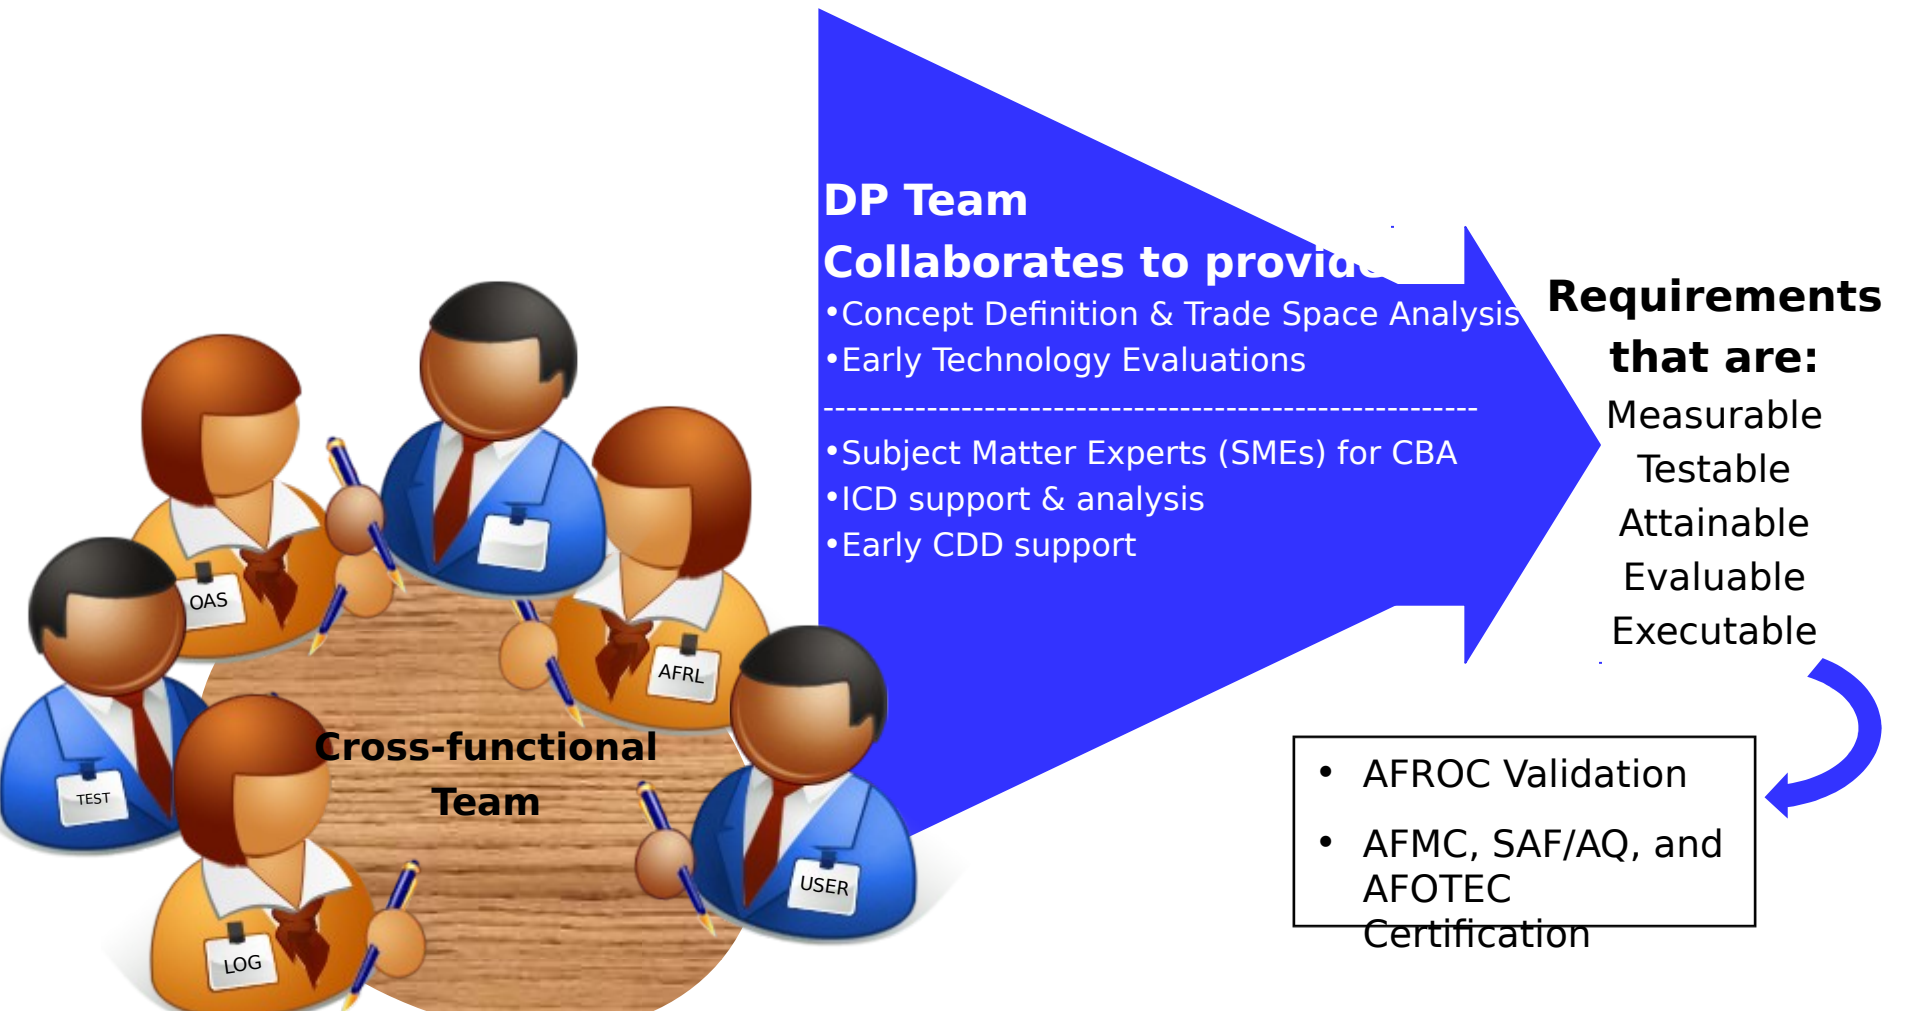 DP Team
Collaborates to provide
•Concept Definition & Trade Space Analysis
•Early Technology Evaluations
---------------------------------------------------------
•Subject Matter Experts (SMEs) for CBA
•ICD support & analysis
•Early CDD support
Requirements
that are:
Measurable
Testable
Attainable
Evaluable
Executable
• AFROC Validation
• AFMC, SAF/AQ, and
AFOTEC
Certification
OAS
AFRL
TEST
USER
LOG
Cross-functional
Team